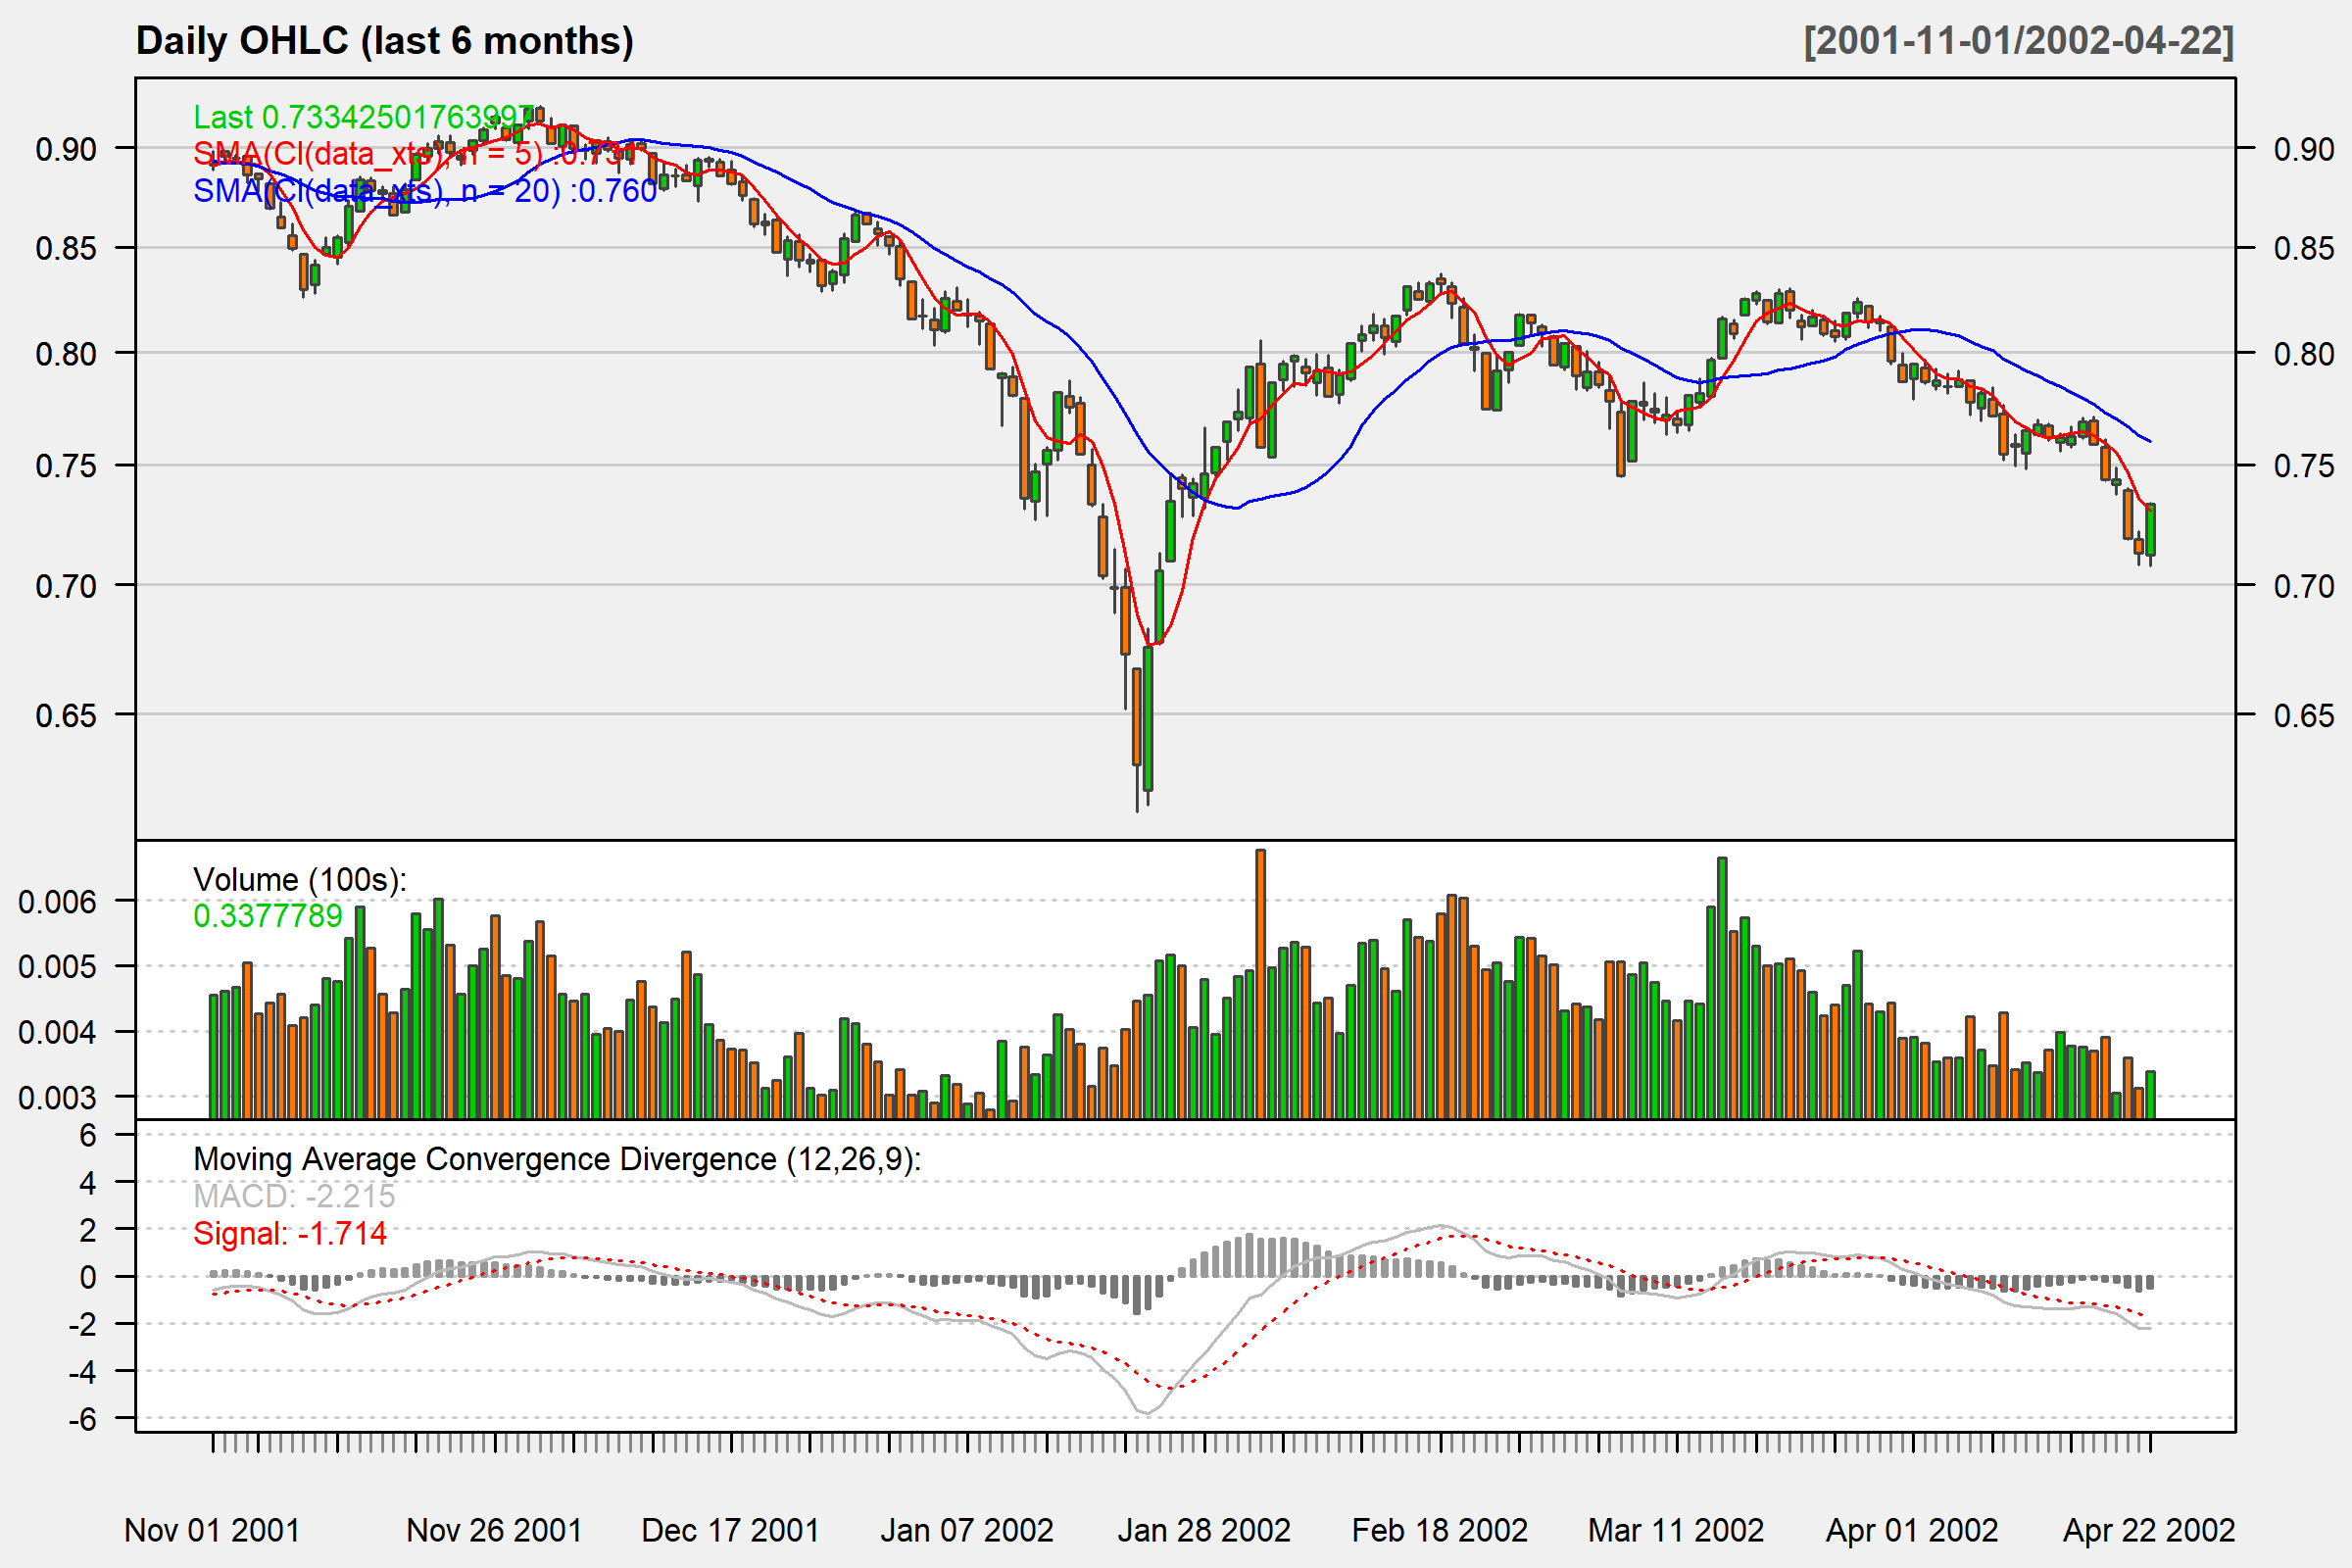 Daily OHLC (last 6 months) [2001-11-01/2002-04-22]
Last 0.73342501763997
SMA(Cl(data_xts), n = 5) :0.731
SMA(Cl(data_xts), n = 20) :0.760
0.90 0.90
0.85 0.85
0.80 0.80
0.75 0.75
0.70 0.70
0.65 0.65
Volume (100s):
0.3377789
0.006
0.005
0.004
0.003
Moving Average Convergence Divergence (12,26,9):
MACD: -2.215
Signal: -1.714
6
4
2
0
-2
-4
-6
Nov 01 2001 Nov 26 2001 Dec 17 2001 Jan 07 2002 Jan 28 2002 Feb 18 2002 Mar 11 2002 Apr 01 2002 Apr 22 2002